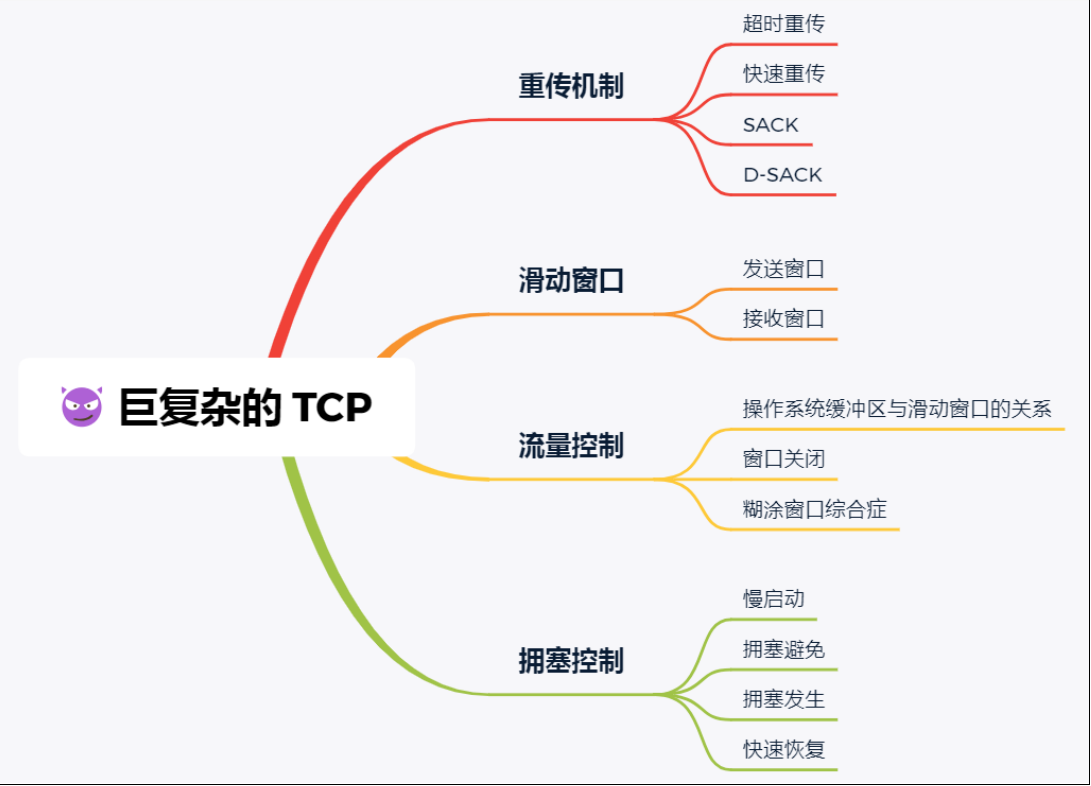 巨复杂的 TCP
重传机制
超时重传
快速重传
SACK
D-SACK
滑动窗口
发送窗口
接收窗口
流量控制
操作系统缓冲区与滑动窗口的关系
窗口关闭
糊涂窗口综合症
拥塞控制
慢启动
拥塞避免
拥塞发生
快速恢复